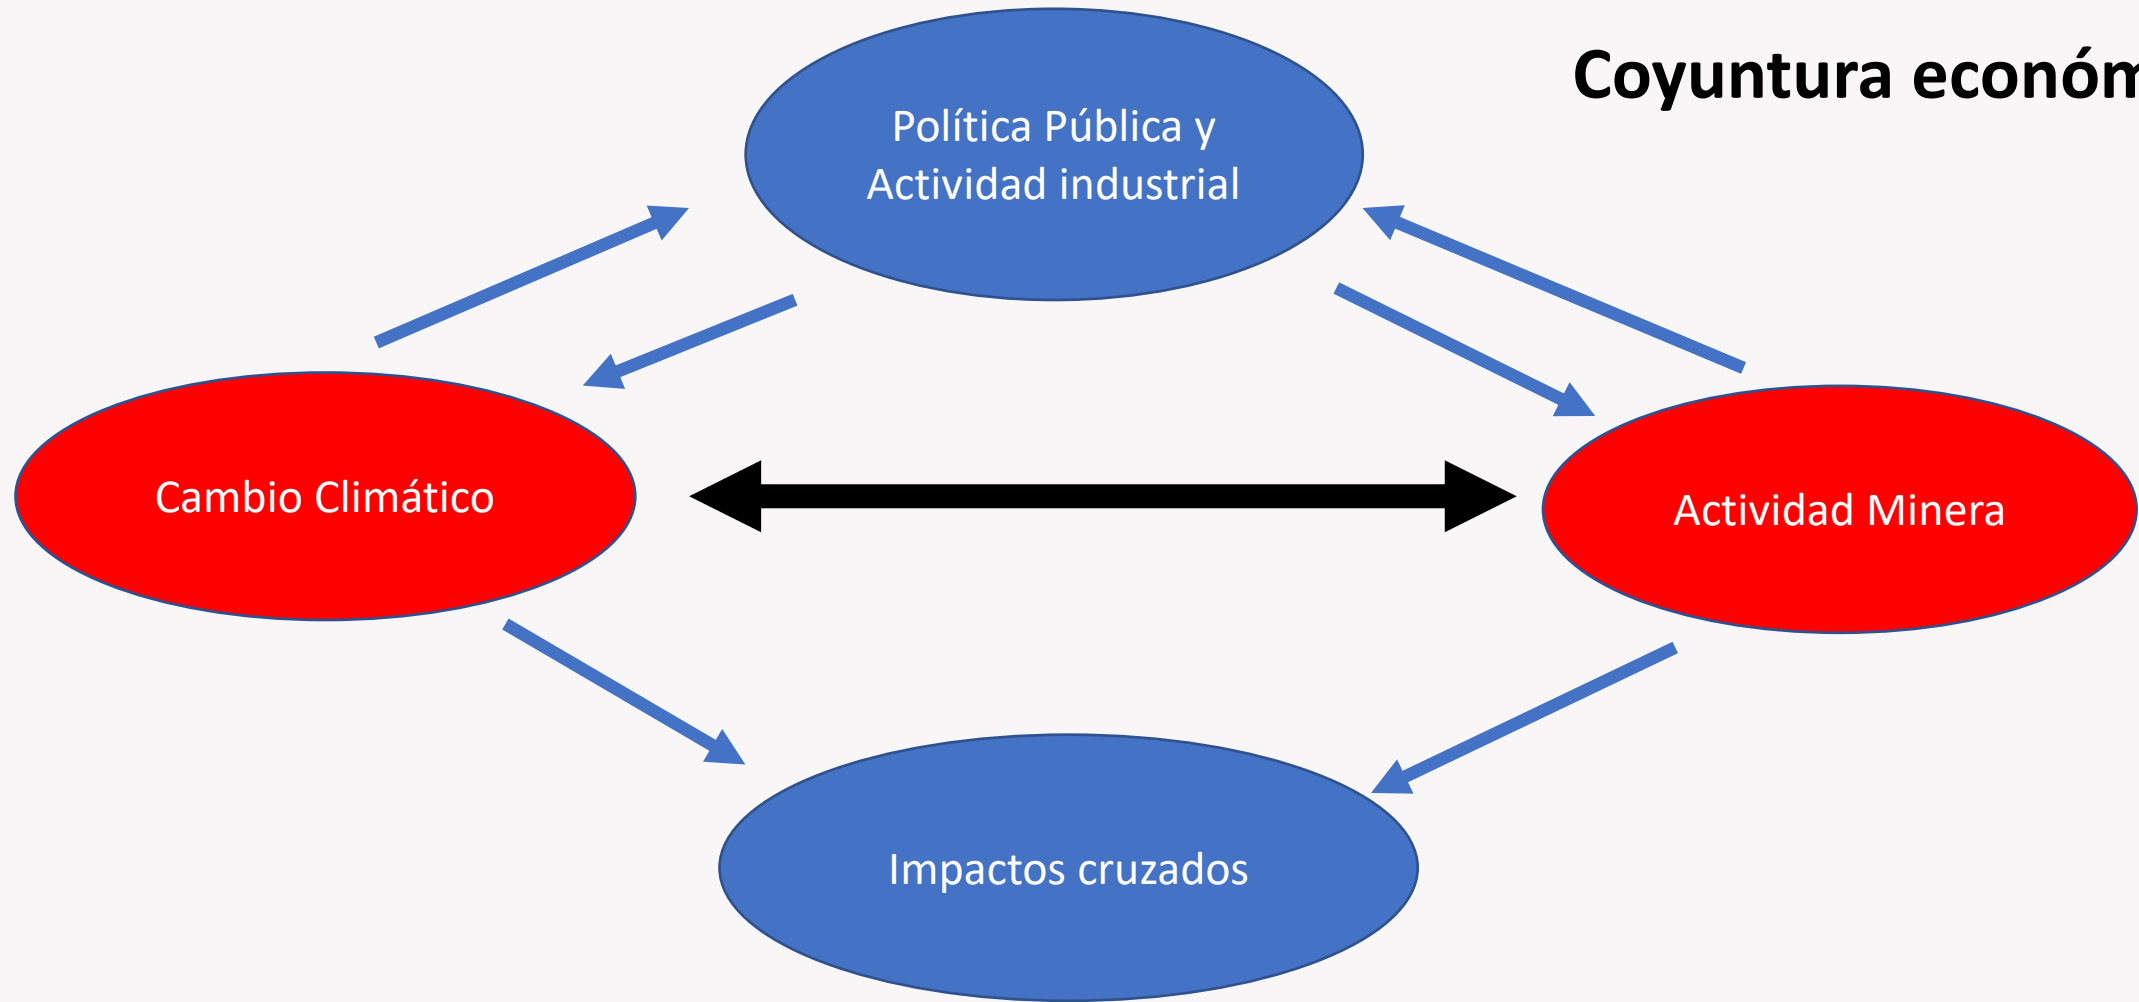 Coyuntura económ
Política Pública y
Actividad industrial
Cambio Climático
Actividad Minera
Impactos cruzados